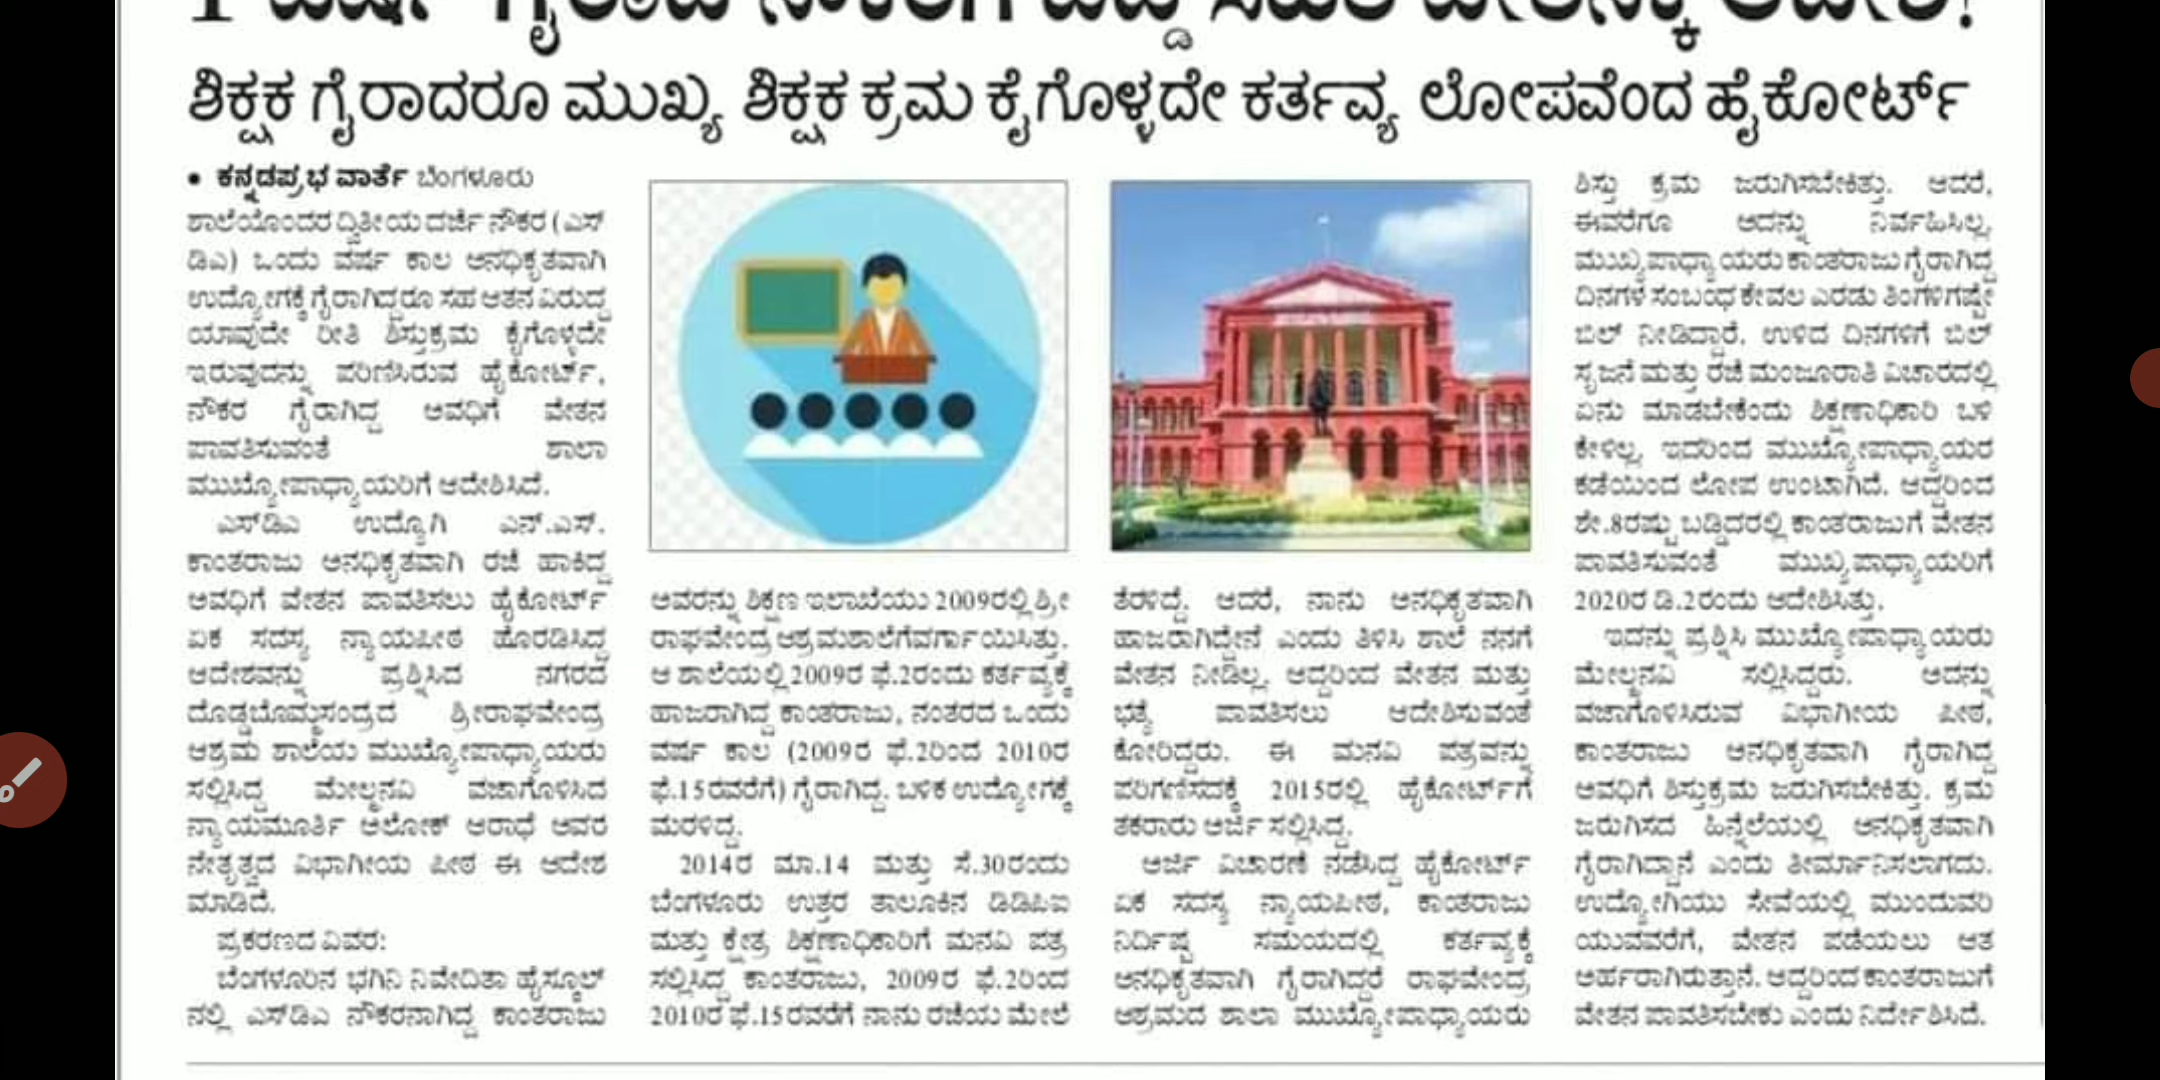 1 ವರ್ಷ ಗೈರಾದ ನೌಕರಗೆ ಬಡ್ಡಿ ಸಹಿತ ವೇತನಕ್ಕೆ ಆದೇಶ!
ಶಿಕ್ಷಕ ಗೈರಾದರೂ ಮುಖ್ಯ ಶಿಕ್ಷಕ ಕ್ರಮ ಕೈಗೊಳ್ಳದೇ ಕರ್ತವ್ಯ ಲೋಪವೆಂದ ಹೈಕೋರ್ಟ್
• ಕನ್ನಡಪ್ರಭ ವಾರ್ತೆ ಬೆಂಗಳೂರು
ಶಾಲೆಯೊಂದರ ದ್ವಿತೀಯ ದರ್ಜೆ ನೌಕರ (ಎಸ್
ಡಿಎ) ಒಂದು ವರ್ಷ ಕಾಲ ಅನಧಿಕೃತವಾಗಿ
ಉದ್ಯೋಗಕ್ಕೆ ಗೈರಾಗಿದ್ದರೂ ಸಹ ಆತನ ವಿರುದ್ಧ
ಯಾವುದೇ ರೀತಿ ಶಿಸ್ತುಕ್ರಮ ಕೈಗೊಳ್ಳದೇ
ಇರುವುದನ್ನು ಪರಿಣಿಸಿರುವ ಹೈಕೋರ್ಟ್,
ನೌಕರ ಗೈರಾಗಿದ್ದ ಅವಧಿಗೆ ವೇತನ
ಪಾವತಿಸುವಂತೆ ಶಾಲಾ
ಮುಖ್ಯೋಪಾಧ್ಯಾಯರಿಗೆ ಆದೇಶಿಸಿದೆ.
ಎಸ್‌ಡಿಎ ಉದ್ಯೊಗಿ ಎನ್.ಎಸ್.
ಕಾಂತರಾಜು ಅನಧಿಕೃತವಾಗಿ ರಜೆ ಹಾಕಿದ್ದ
ಅವಧಿಗೆ ವೇತನ ಪಾವತಿಸಲು ಹೈಕೋರ್ಟ್
ಏಕ ಸದಸ್ಯ ನ್ಯಾಯಪೀಠ ಹೊರಡಿಸಿದ್ದ
ಆದೇಶವನ್ನು ಪ್ರಶ್ನಿಸಿದ ನಗರದ
ದೊಡ್ಡಬೊಮ್ಮಸಂದ್ರದ ಶ್ರೀರಾಘವೇಂದ್ರ
ಆಶ್ರಮ ಶಾಲೆಯ ಮುಖ್ಯೋಪಾಧ್ಯಾಯರು
ಸಲ್ಲಿಸಿದ್ದ ಮೇಲ್ಮನವಿ ವಜಾಗೊಳಿಸಿದ
ನ್ಯಾಯಮೂರ್ತಿ ಆಲೋಕ್ ಆರಾಧೆ ಅವರ
ನೇತೃತ್ವದ ವಿಭಾಗೀಯ ಪೀಠ ಈ ಆದೇಶ
ಮಾಡಿದೆ.
ಪ್ರಕರಣದ ವಿವರ:
ಬೆಂಗಳೂರಿನ ಭಗಿನಿ ನಿವೇದಿತಾ ಹೈಸ್ಕೂಲ್
ನಲ್ಲಿ ಎಸ್‌ಡಿಎ ನೌಕರನಾಗಿದ್ದ ಕಾಂತರಾಜು
ಅವರನ್ನು ಶಿಕ್ಷಣ ಇಲಾಖೆಯು 2009ರಲ್ಲಿ ಶ್ರೀ
ರಾಘವೇಂದ್ರ ಆಶ್ರಮಶಾಲೆಗೆ ವರ್ಗಾಯಿಸಿತ್ತು.
ಆ ಶಾಲೆಯಲ್ಲಿ 2009ರ ಫೆ.2ರಂದು ಕರ್ತವ್ಯಕ್ಕೆ
ಹಾಜರಾಗಿದ್ದ ಕಾಂತರಾಜು, ನಂತರದ ಒಂದು
ವರ್ಷ ಕಾಲ (2009ರ ಫೆ.2ರಿಂದ 2010ರ
ಫೆ.15ರವರೆಗೆ) ಗೈರಾಗಿದ್ದ. ಬಳಿಕ ಉದ್ಯೋಗಕ್ಕೆ
ಮರಳಿದ್ದ.
2014ರ ಮಾ.14 ಮತ್ತು ಸೆ.30ರಂದು
ಬೆಂಗಳೂರು ಉತ್ತರ ತಾಲೂಕಿನ ಡಿಡಿಪಿಐ
ಮತ್ತು ಕ್ಷೇತ್ರ ಶಿಕ್ಷಣಾಧಿಕಾರಿಗೆ ಮನವಿ ಪತ್ರ
ಸಲ್ಲಿಸಿದ್ದ ಕಾಂತರಾಜು, 2009ರ ಫೆ.2ರಿಂದ
2010ರ ಫೆ.15ರವರೆಗೆ ನಾನು ರಜೆಯ ಮೇಲೆ
ತೆರಳಿದ್ದೆ. ಆದರೆ, ನಾನು ಅನಧಿಕೃತವಾಗಿ
ಹಾಜರಾಗಿದ್ದೇನೆ ಎಂದು ತಿಳಿಸಿ ಶಾಲೆ ನನಗೆ
ವೇತನ ನೀಡಿಲ್ಲ. ಆದ್ದರಿಂದ ವೇತನ ಮತ್ತು
ಭತ್ಯೆ ಪಾವತಿಸಲು ಆದೇಶಿಸುವಂತೆ
ಕೋರಿದ್ದರು. ಈ ಮನವಿ ಪತ್ರವನ್ನು
ಪರಿಗಣಿಸದಕ್ಕೆ 2015ರಲ್ಲಿ ಹೈಕೋರ್ಟ್‌ಗೆ
ತಕರಾರು ಅರ್ಜಿ ಸಲ್ಲಿಸಿದ್ದ.
ಅರ್ಜಿ ವಿಚಾರಣೆ ನಡೆಸಿದ್ದ ಹೈಕೋರ್ಟ್
ಏಕ ಸದಸ್ಯ ನ್ಯಾಯಪೀಠ, ಕಾಂತರಾಜು
ನಿರ್ದಿಷ್ಟ ಸಮಯದಲ್ಲಿ ಕರ್ತವ್ಯಕ್ಕೆ
ಅನಧಿಕೃತವಾಗಿ ಗೈರಾಗಿದ್ದರೆ ರಾಘವೇಂದ್ರ
ಆಶ್ರಮದ ಶಾಲಾ ಮುಖ್ಯೋಪಾಧ್ಯಾಯರು
ಶಿಸ್ತು ಕ್ರಮ ಜರುಗಿಸಬೇಕಿತ್ತು. ಆದರೆ,
ಈವರೆಗೂ ಅದನ್ನು ನಿರ್ವಹಿಸಿಲ್ಲ.
ಮುಖ್ಯಪಾಧ್ಯಾಯರು ಕಾಂತರಾಜು ಗೈರಾಗಿದ್ದ
ದಿನಗಳ ಸಂಬಂಧ ಕೇವಲ ಎರಡು ತಿಂಗಳಿಗಷ್ಟೇ
ಬಿಲ್ ನೀಡಿದ್ದಾರೆ. ಉಳಿದ ದಿನಗಳಿಗೆ ಬಿಲ್
ಸೃಜನೆ ಮತ್ತು ರಜೆ ಮಂಜೂರಾತಿ ವಿಚಾರದಲ್ಲಿ
ಏನು ಮಾಡಬೇಕೆಂದು ಶಿಕ್ಷಣಾಧಿಕಾರಿ ಬಳಿ
ಕೇಳಿಲ್ಲ. ಇದರಿಂದ ಮುಖ್ಯೋಪಾಧ್ಯಾಯರ
ಕಡೆಯಿಂದ ಲೋಪ ಉಂಟಾಗಿದೆ. ಆದ್ದರಿಂದ
ಶೇ.8ರಷ್ಟು ಬಡ್ಡಿದರಲ್ಲಿ ಕಾಂತರಾಜುಗೆ ವೇತನ
ಪಾವತಿಸುವಂತೆ ಮುಖ್ಯಪಾಧ್ಯಾಯರಿಗೆ
2020ರ ಡಿ.2ರಂದು ಆದೇಶಿಸಿತ್ತು.
ಇದನ್ನು ಪ್ರಶ್ನಿಸಿ ಮುಖ್ಯೋಪಾಧ್ಯಾಯರು
ಮೇಲ್ಮನವಿ ಸಲ್ಲಿಸಿದ್ದರು. ಅದನ್ನು
ವಜಾಗೊಳಿಸಿರುವ ವಿಭಾಗೀಯ ಪೀಠ,
ಕಾಂತರಾಜು ಅನಧಿಕೃತವಾಗಿ ಗೈರಾಗಿದ್ದ
ಅವಧಿಗೆ ಶಿಸ್ತುಕ್ರಮ ಜರುಗಿಸಬೇಕಿತ್ತು. ಕ್ರಮ
ಜರುಗಿಸದ ಹಿನ್ನೆಲೆಯಲ್ಲಿ ಅನಧಿಕೃತವಾಗಿ
ಗೈರಾಗಿದ್ದಾನೆ ಎಂದು ತೀರ್ಮಾನಿಸಲಾಗದು.
ಉದ್ಯೋಗಿಯು ಸೇವೆಯಲ್ಲಿ ಮುಂದುವರಿ
ಯುವವರೆಗೆ, ವೇತನ ಪಡೆಯಲು ಆತ
ಅರ್ಹರಾಗಿರುತ್ತಾನೆ. ಆದ್ದರಿಂದ ಕಾಂತರಾಜುಗೆ
ವೇತನ ಪಾವತಿಸಬೇಕು ಎಂದು ನಿರ್ದೇಶಿಸಿದೆ.